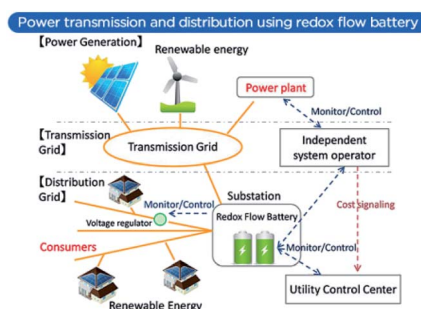 Power transmission and distribution using redox flow battery
【Power Generation】
Renewable energy
Power plant
Monitor/Control
【Transmission
Grid】
Transmission Grid
Independent
system operator
【Distribution
Grid】
Monitor/Control
Substation
Redox Flow Battery
Cost signaling
Voltage regulator
Monitor/Control
Consumers
Renewable Energy
Utility Control Center